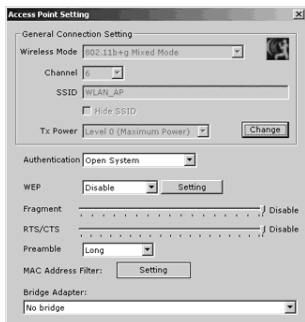 Access Point Setting
General Connection Setting
Wireless Mode 802.11b+g Mixed Mode
Channel 6
SSID WLAN_AP
Hide SSID
Tx Power Level 0 (Maximum Power) Change
Authentication Open System
WEP Disable Setting
Fragment Disable
RTS/CTS Disable
Preamble Long
MAC Address Filter: Setting
Bridge Adapter:
No bridge